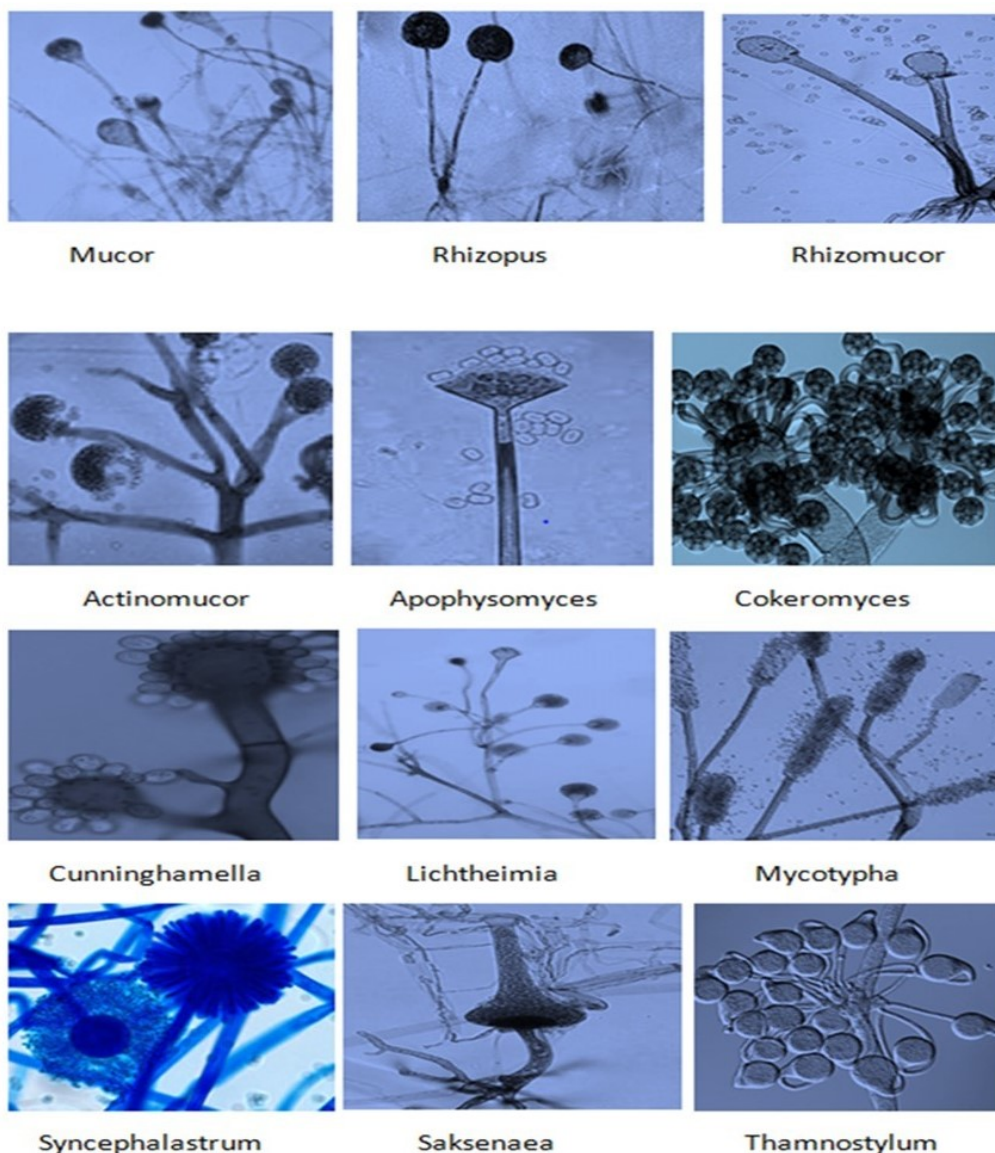 Mucor Rhizopus Rhizomucor
Actinomucor Apophysomyces Cokeromyces
Cunninghamella Lichtheimia Mycotypha
Syncephalastrum Saksenaea Thamnostylum